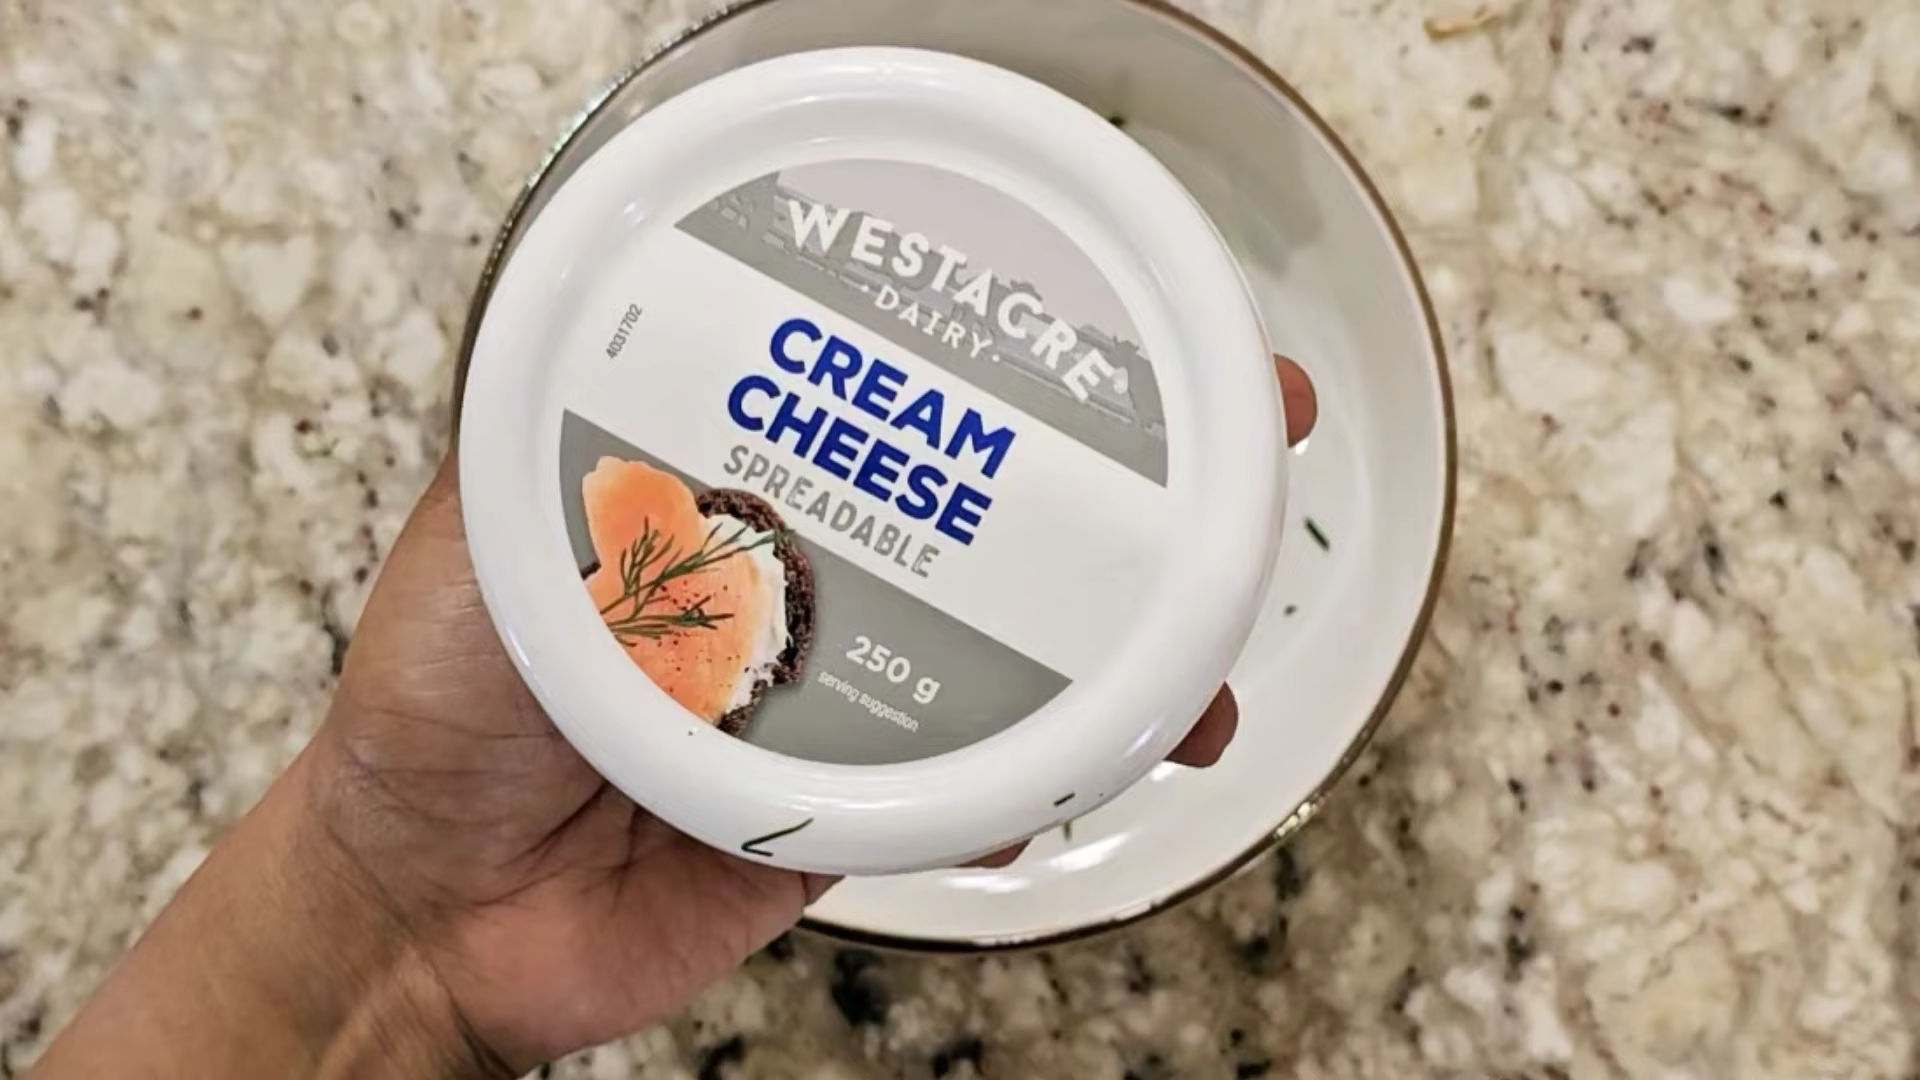 WESTACRE
·DAIRY·
4031702
CREAM
CHEESE
SPREADABLE
250 g
serving suggestion